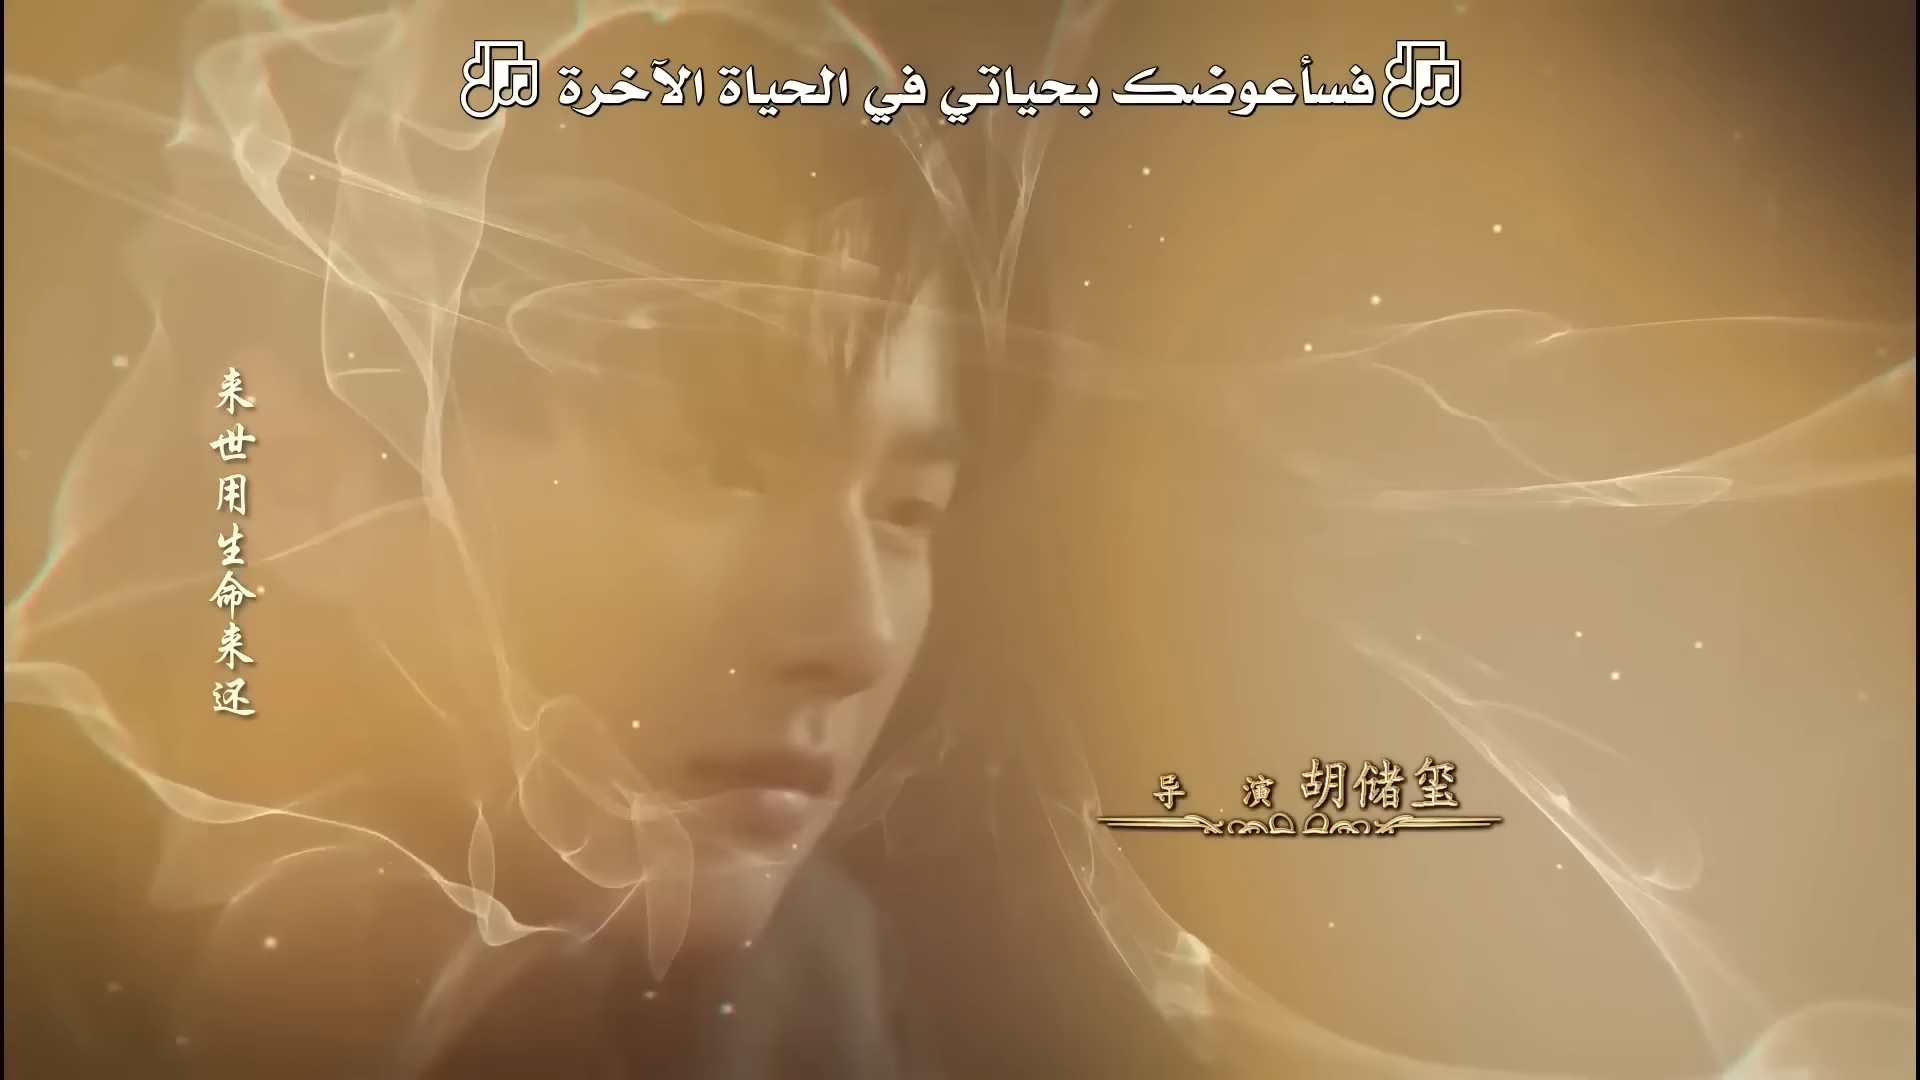 فسأعوضك بحياتي في الحياة الآخرة
来世用生命来还
导 演 胡储玺